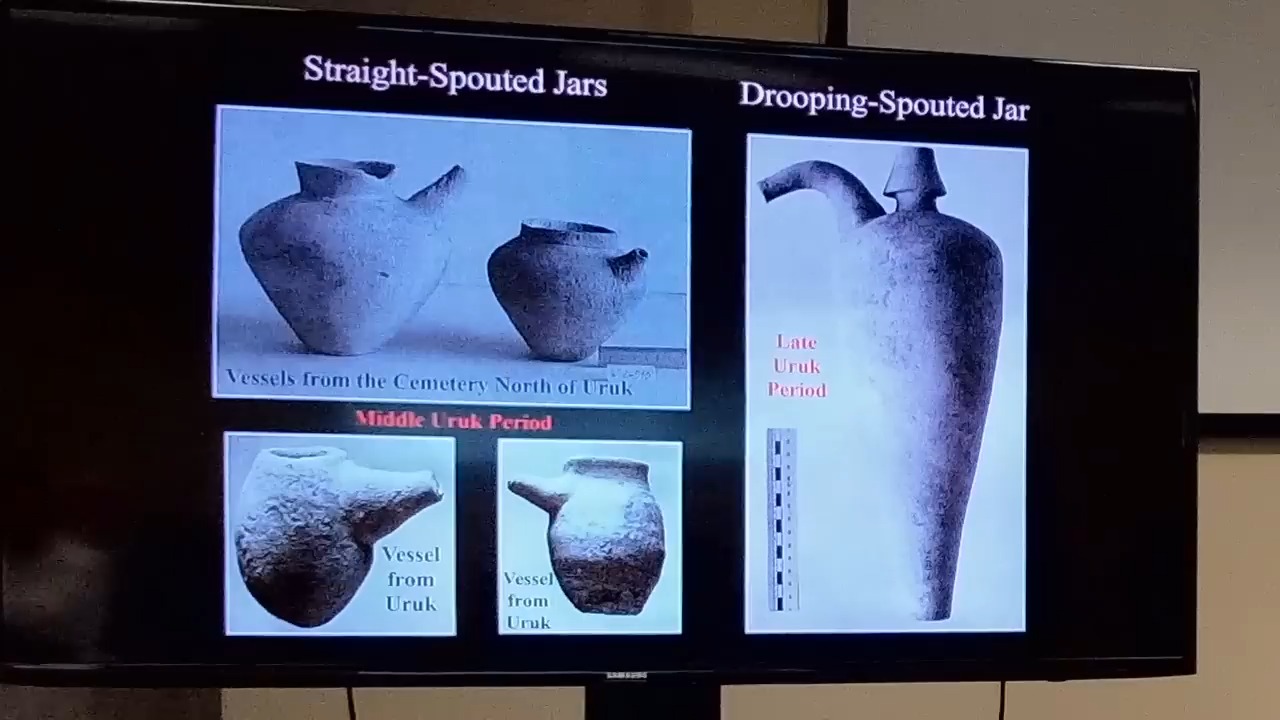 Straight-Spouted Jars
Vessels from the Cemetery North of Uruk
Middle Uruk Period
Vessel
from
Uruk
Vessel
from
Uruk
Drooping-Spouted Jar
Late
Uruk
Period
SAMSUNG